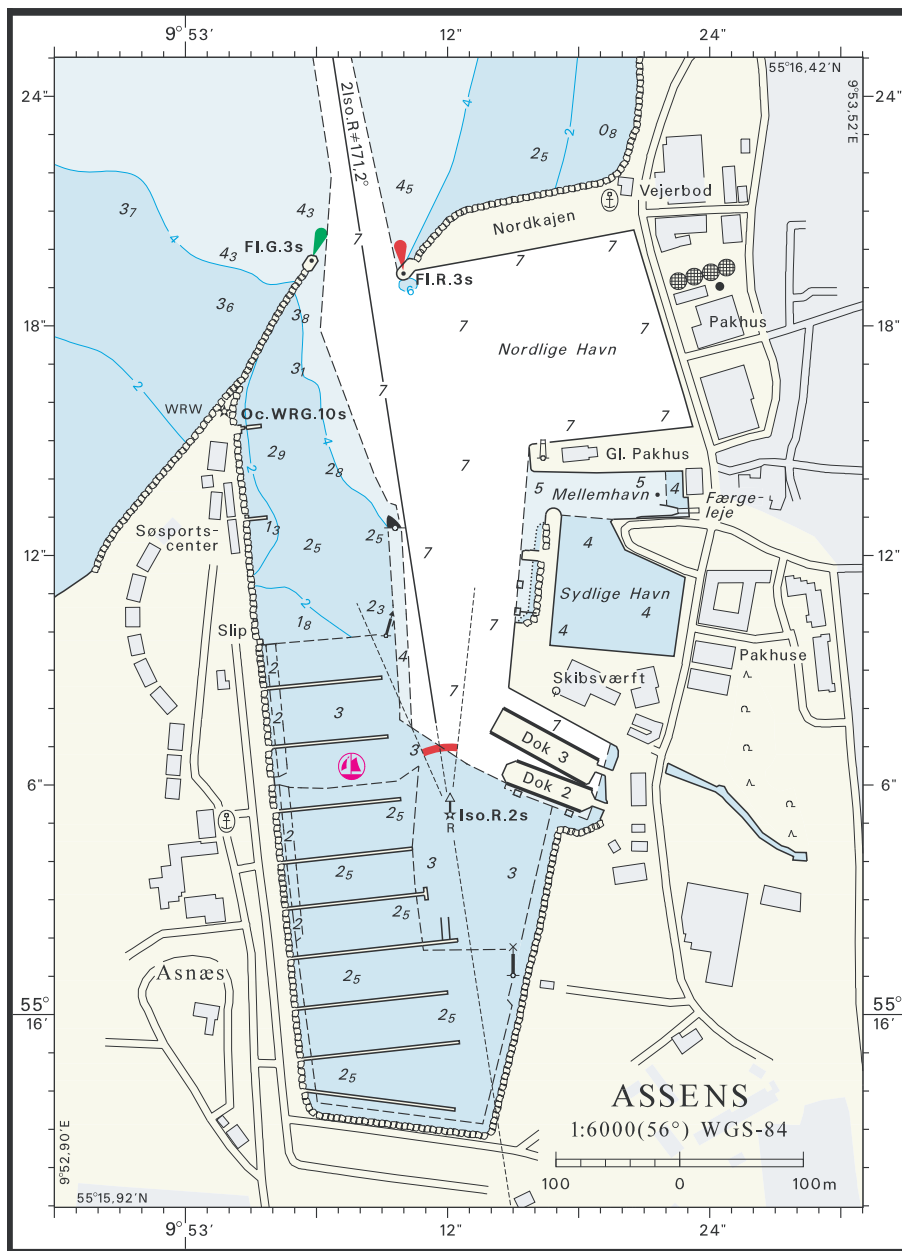 9°53'
12"
24"
24"
55°16,42'N
9°53,52'E
24"
2Iso.R≠171.2°
4
2
0₈
2₅
4₅
Vejerbod
3₇
4₃
7
Nordkajen
4
Fl.G.3s
4₃
7
7
Fl.R.3s
6
3₆
3₈
18"
7
7
Pakhus
18"
Nordlige Havn
3₁
2
7
WRW
Oc.WRG.10s
4
7
7
2₉
2₈
7
Gl. Pakhus
2
5
Mellemhavn
5
4
Færge-
leje
1₃
2₅
Søsports-
center
2₅
7
4
12"
12"
Sydlige Havn
2
1₈
2₃
7
4
4
Slip
2
4
Pakhuse
Skibsværft
2
3
7
7
3
Dok 3
6"
Dok 2
6"
2₅
Iso.R.2s
R
2
2₅
3
3
2₅
2
Asnæs
2₅
55°
16'
2₅
55°
16'
2₅
ASSENS
1:6000(56°) WGS-84
100
0
100m
9°52,90'E
55°15,92'N
9°53'
12"
24"